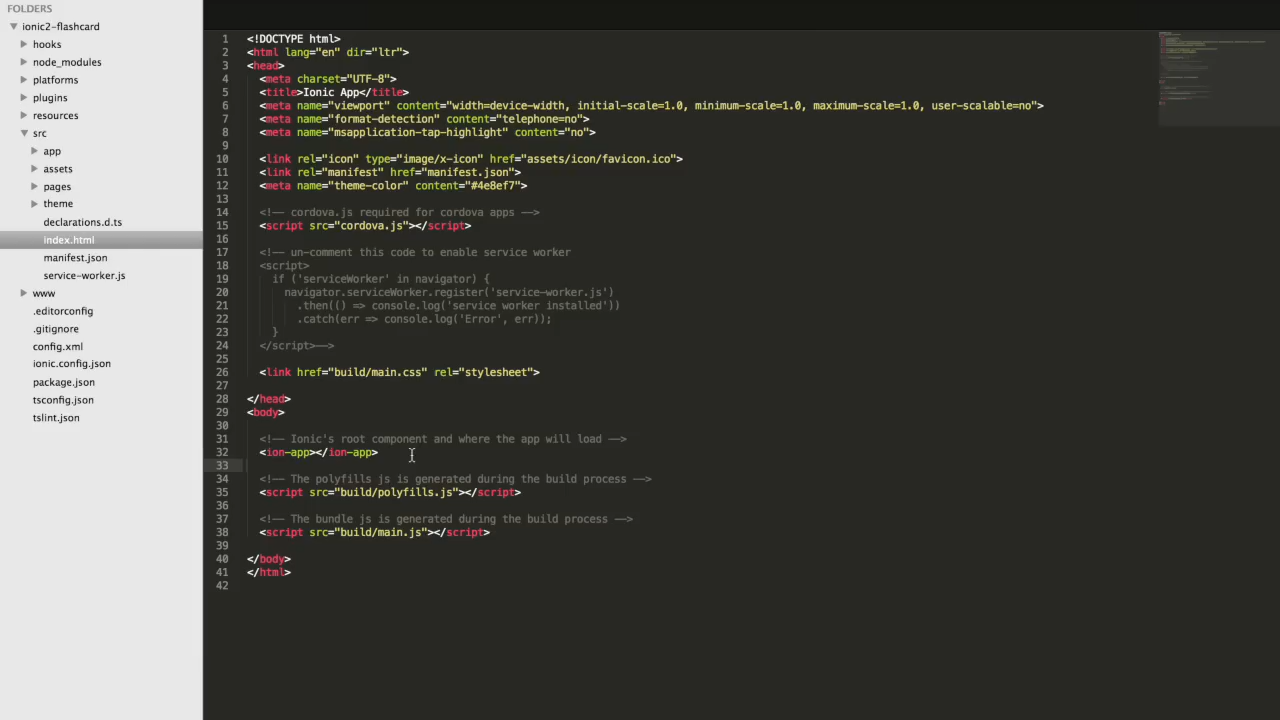 FOLDERS
ionic2-flashcard
hooks
node_modules
platforms
plugins
resources
src
app
assets
pages
theme
declarations.d.ts
index.html
manifest.json
service-worker.js
www
.editorconfig
.gitignore
config.xml
ionic.config.json
package.json
tsconfig.json
tslint.json
1 <!DOCTYPE html>
2 <html lang="en" dir="ltr">
3 <head>
4 <meta charset="UTF-8">
5 <title>Ionic App</title>
6 <meta name="viewport" content="width=device-width, initial-scale=1.0, minimum-scale=1.0, maximum-scale=1.0, user-scalable=no">
7 <meta name="format-detection" content="telephone=no">
8 <meta name="msapplication-tap-highlight" content="no">
9
10 <link rel="icon" type="image/x-icon" href="assets/icon/favicon.ico">
11 <link rel="manifest" href="manifest.json">
12 <meta name="theme-color" content="#4e8ef7">
13
14 <!-- cordova.js required for cordova apps -->
15 <script src="cordova.js"></script>
16
17 <!-- un-comment this code to enable service worker
18 <script>
19 if ('serviceWorker' in navigator) {
20 navigator.serviceWorker.register('service-worker.js')
21 .then(() => console.log('service worker installed'))
22 .catch(err => console.log('Error', err));
23 }
24 </script>-->
25
26 <link href="build/main.css" rel="stylesheet">
27
28 </head>
29 <body>
30
31 <!-- Ionic's root component and where the app will load -->
32 <ion-app></ion-app>
33
34 <!-- The polyfills js is generated during the build process -->
35 <script src="build/polyfills.js"></script>
36
37 <!-- The bundle js is generated during the build process -->
38 <script src="build/main.js"></script>
39
40 </body>
41 </html>
42